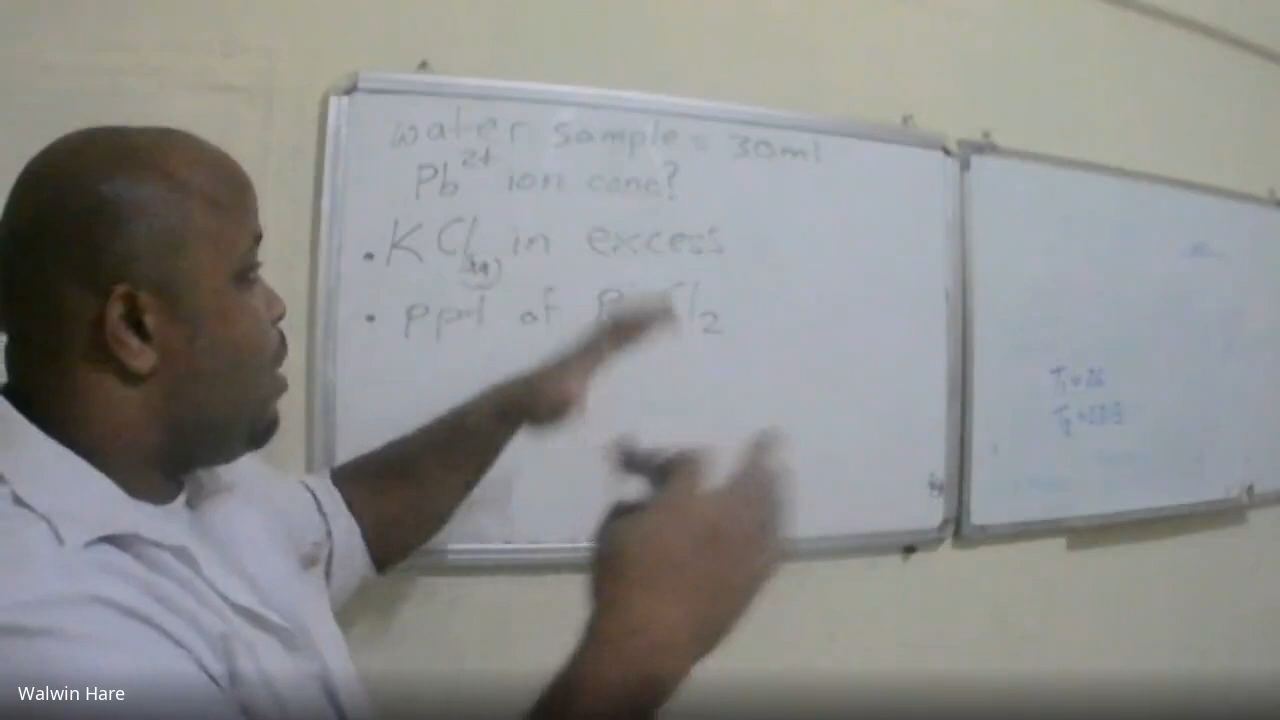 water sample = 30ml
Pb²⁺ ion conc?
• KCl(aq) in excess
• ppt of PbCl₂
Walwin Hare